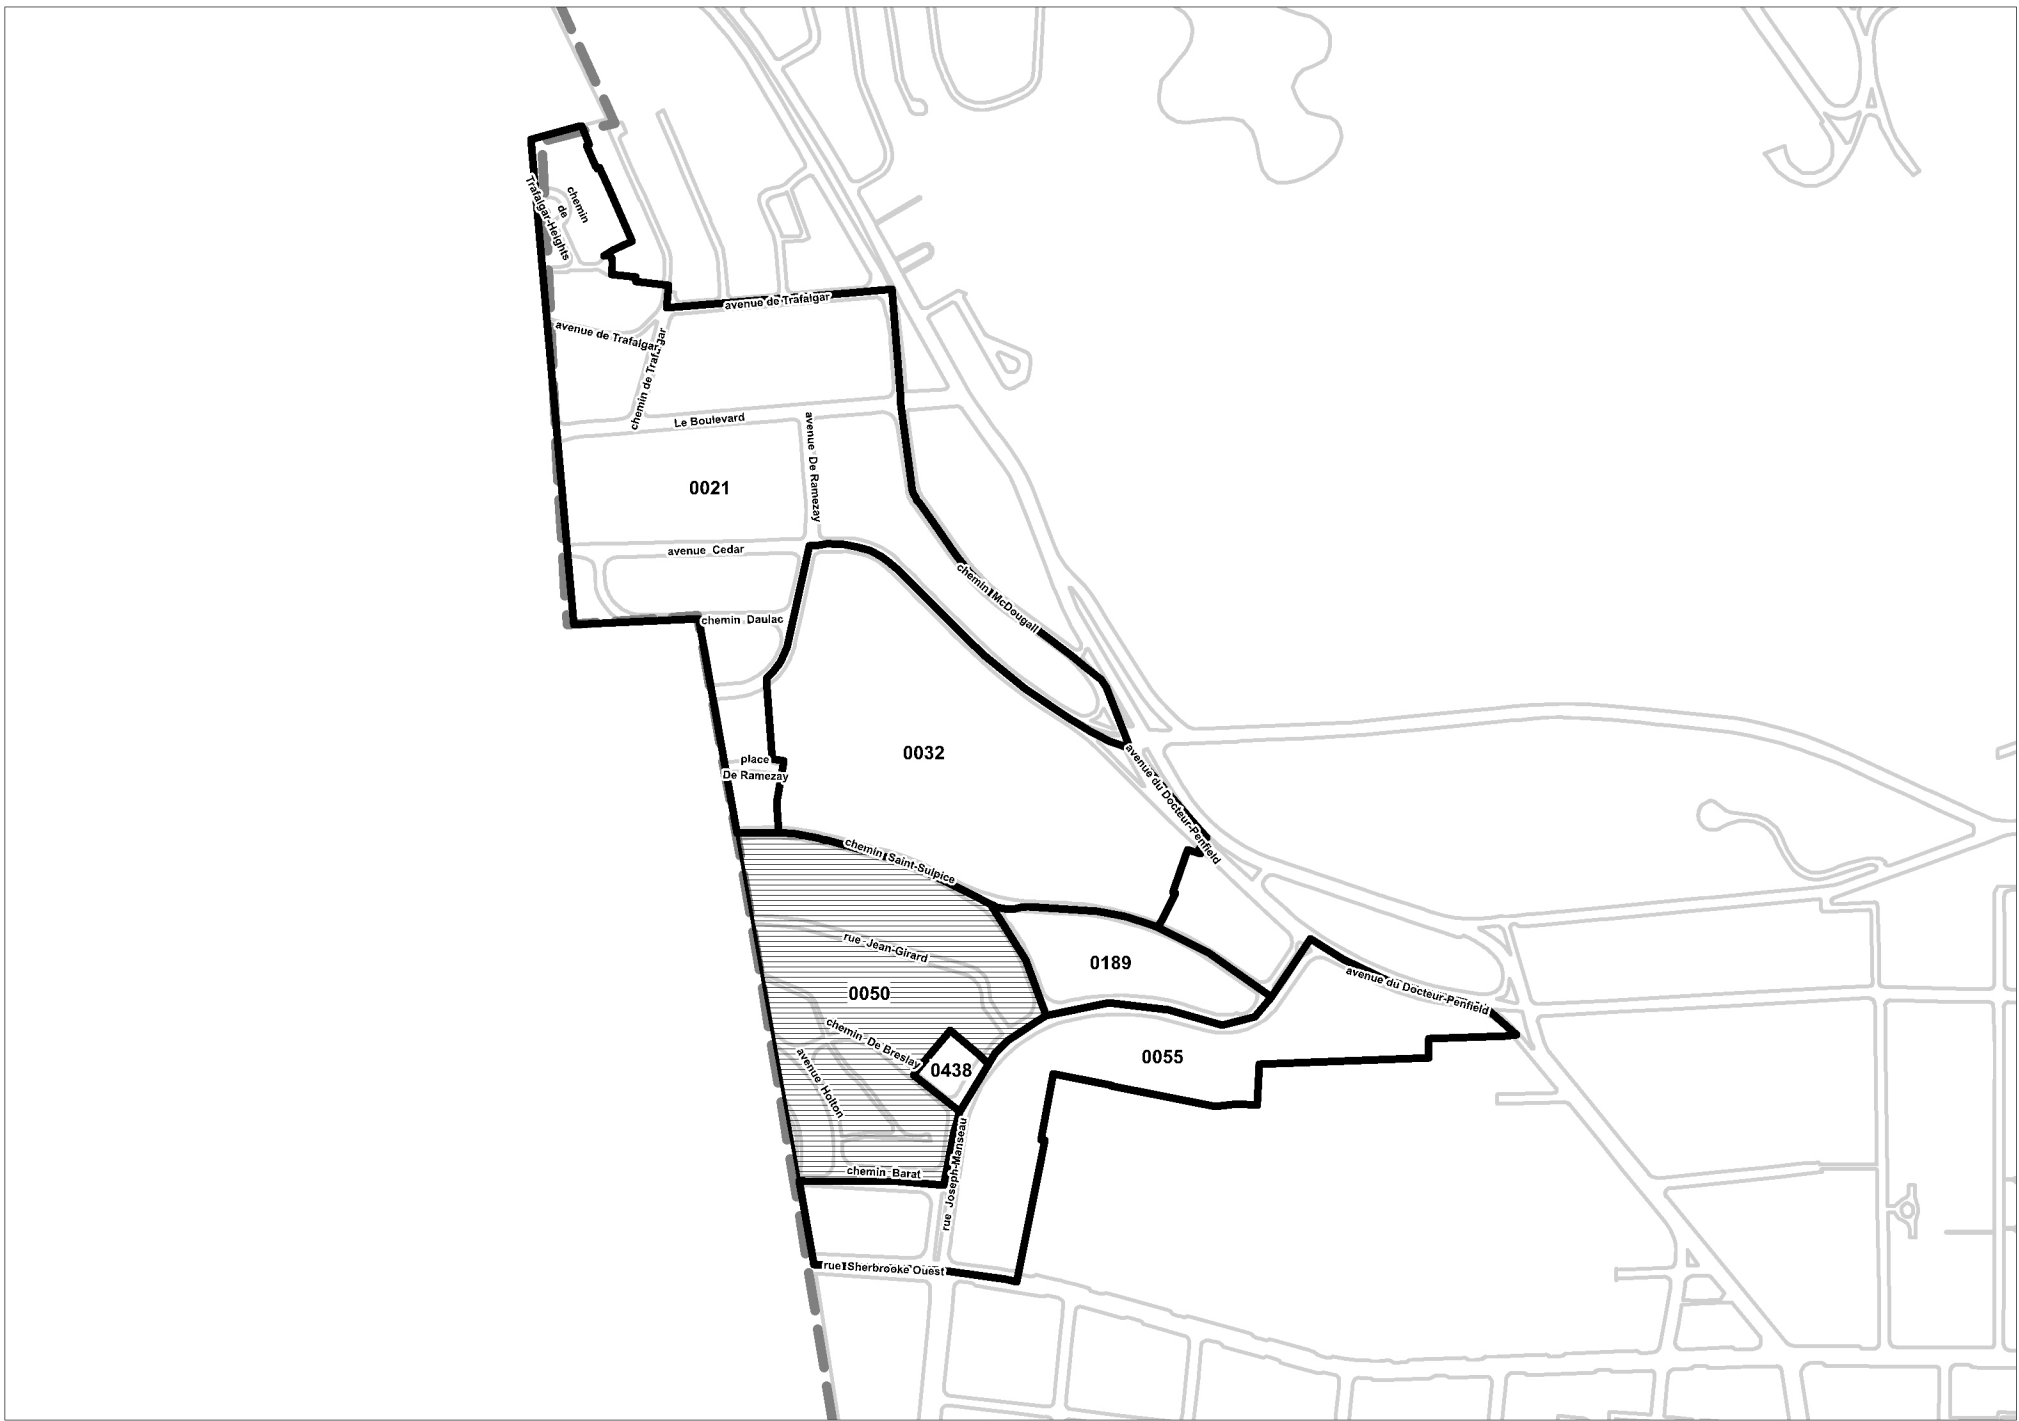 chemin
de
Trafalgar-Heights
avenue de Trafalgar
avenue de Trafalgar
chemin de Trafalgar
Le Boulevard
avenue De Ramezay
0021
avenue Cedar
chemin McDougall
chemin Daulac
0032
place
De Ramezay
avenue du Docteur-Penfield
chemin Saint-Sulpice
rue Jean-Girard
0189
0050
avenue du Docteur-Penfield
chemin De Breslay
0055
0438
avenue Holton
rue Joseph-Manseau
chemin Barat
rue Sherbrooke Ouest